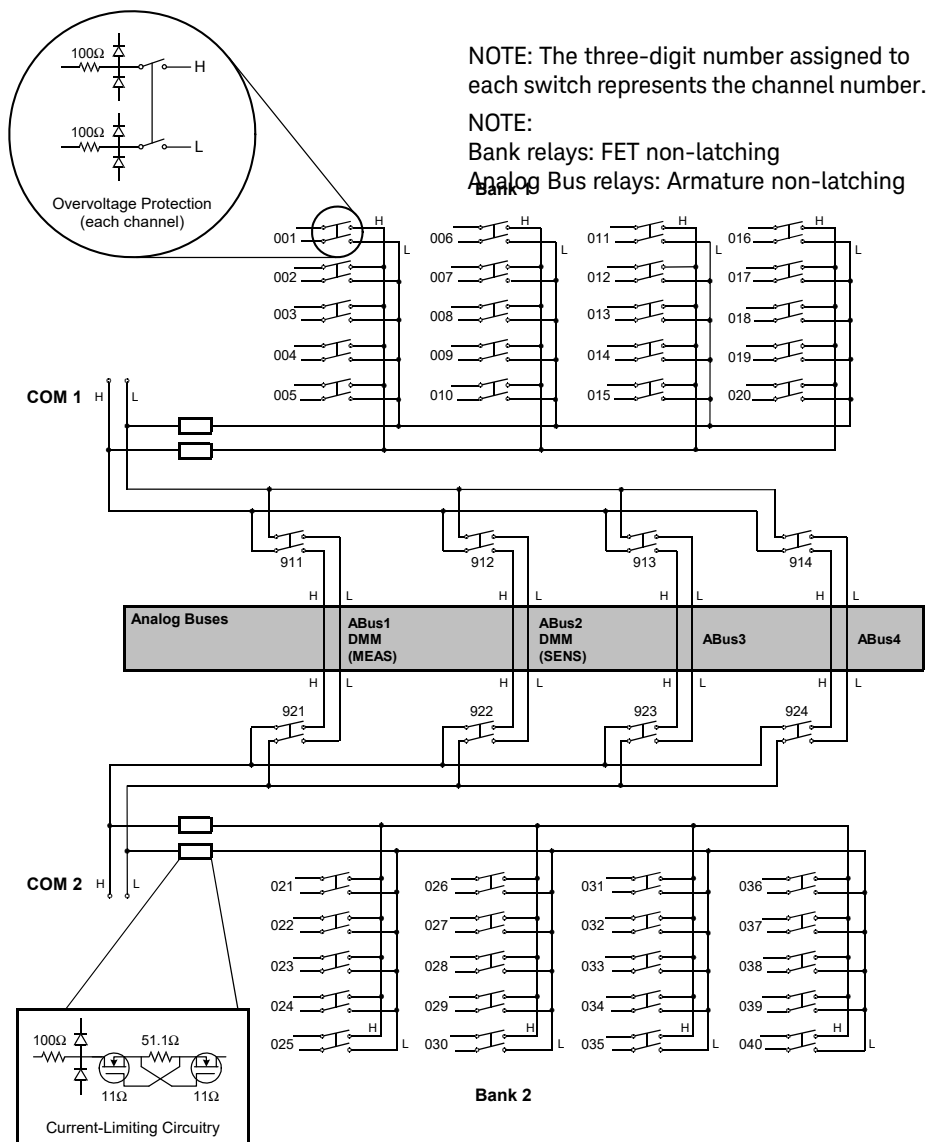 100Ω
H
100Ω
L
Overvoltage Protection
(each channel)
NOTE: The three-digit number assigned to
each switch represents the channel number.
NOTE:
Bank relays: FET non-latching
Analog Bus relays: Armature non-latching
Bank 1
001 H L 006 H L 011 H L 016 H L
002 007 012 017
003 008 013 018
004 009 014 019
005 010 015 020
COM 1 H L
911 912 913 914
H L H L H L H L
Analog Buses
ABus1
DMM
(MEAS)
ABus2
DMM
(SENS)
ABus3
ABus4
H L H L H L H L
921 922 923 924
COM 2 H L
021 026 031 036
022 027 032 037
023 028 033 038
024 029 034 039
025 H L 030 H L 035 H L 040 H L
100Ω 51.1Ω
11Ω 11Ω
Current-Limiting Circuitry
Bank 2